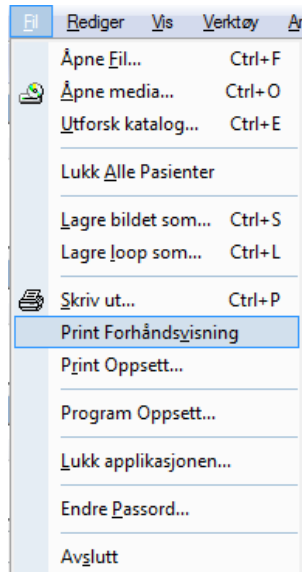 Fil Rediger Vis Verktøy
Åpne Fil... Ctrl+F
Åpne media... Ctrl+O
Utforsk katalog... Ctrl+E
Lukk Alle Pasienter
Lagre bildet som... Ctrl+S
Lagre loop som... Ctrl+L
Skriv ut... Ctrl+P
Print Forhåndsvisning
Print Oppsett...
Program Oppsett...
Lukk applikasjonen...
Endre Passord...
Avslutt